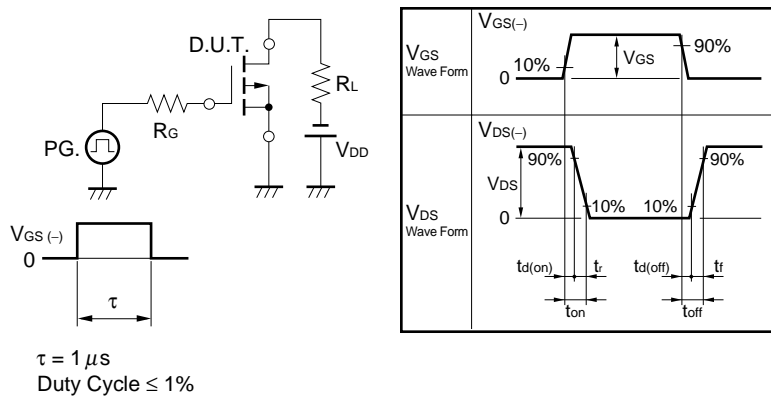 D.U.T.
RL
RG
PG.
VDD
VGS (−)
0
τ
τ = 1 μs
Duty Cycle ≤ 1%
VGS
Wave Form
VGS(−)
10%
0
VGS
90%
VDS
Wave Form
VDS(−)
90%
VDS
0
10%
10%
90%
td(on)
tr
td(off)
tf
ton
toff